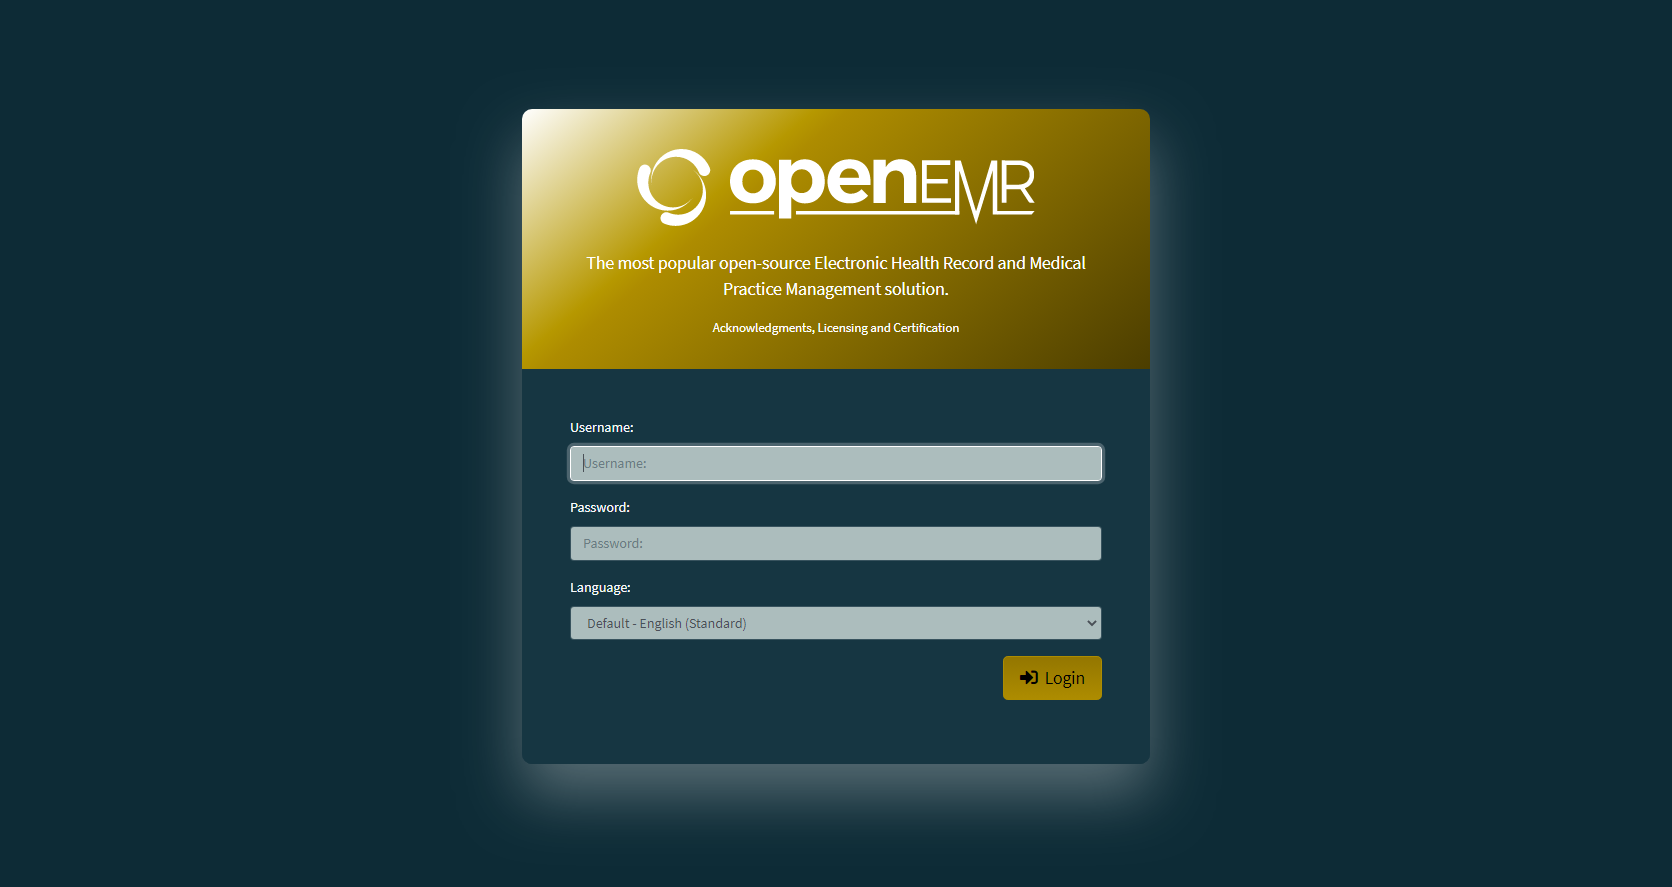 openEMR
The most popular open-source Electronic Health Record and Medical
Practice Management solution.
Acknowledgments, Licensing and Certification
Username:
Username:
Password:
Password:
Language:
Default - English (Standard)
Login